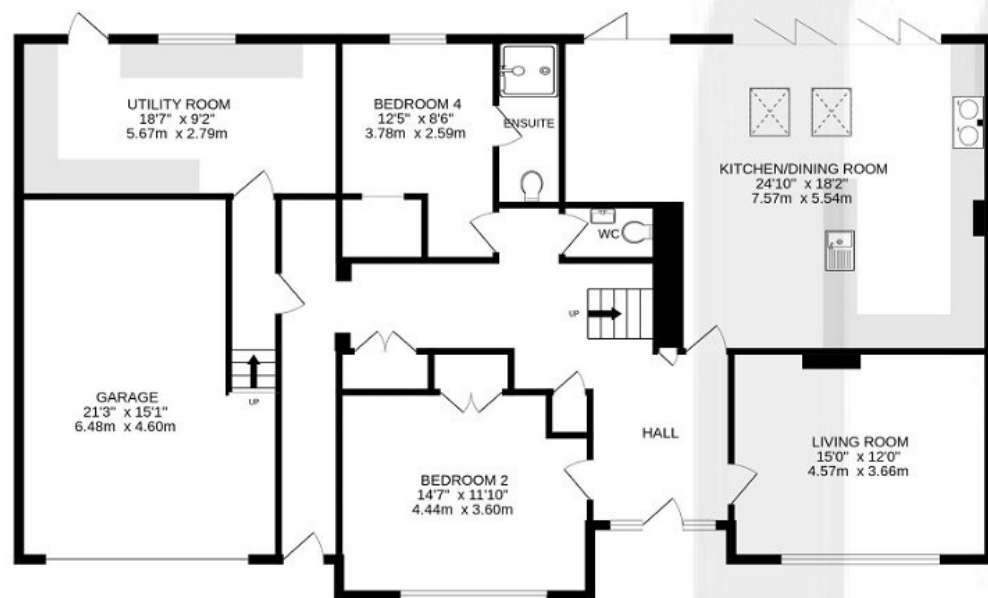 UTILITY ROOM
18'7" x 9'2"
5.67m x 2.79m
BEDROOM 4
12'5" x 8'6"
3.78m x 2.59m
ENSUITE
KITCHEN/DINING ROOM
24'10" x 18'2"
7.57m x 5.54m
WC
UP
GARAGE
21'3" x 15'1"
6.48m x 4.60m
UP
HALL
BEDROOM 2
14'7" x 11'10"
4.44m x 3.60m
LIVING ROOM
15'0" x 12'0"
4.57m x 3.66m